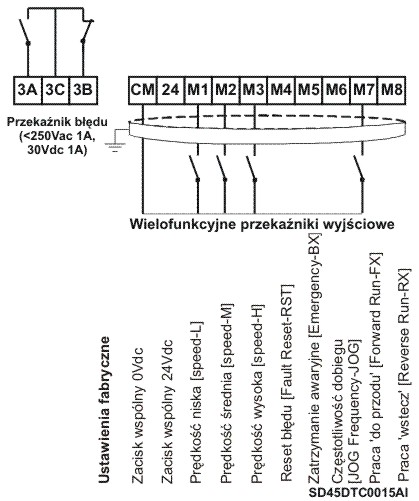 3A 3C 3B
CM 24 M1 M2 M3 M4 M5 M6 M7 M8
Przekaźnik błędu
(<250Vac 1A,
30Vdc 1A)
Wielofunkcyjne przekaźniki wyjściowe
Ustawienia fabryczne
Zacisk wspólny 0Vdc
Zacisk wspólny 24Vdc
Prędkość niska [speed-L]
Prędkość średnia [speed-M]
Prędkość wysoka [speed-H]
Reset błędu [Fault Reset-RST]
Zatrzymanie awaryjne [Emergency-BX]
Częstotliwość dobiegu
[JOG Frequency-JOG]
Praca 'do przodu' [Forward Run-FX]
Praca 'wstecz' [Reverse Run-RX]
SD45DTC0015AI